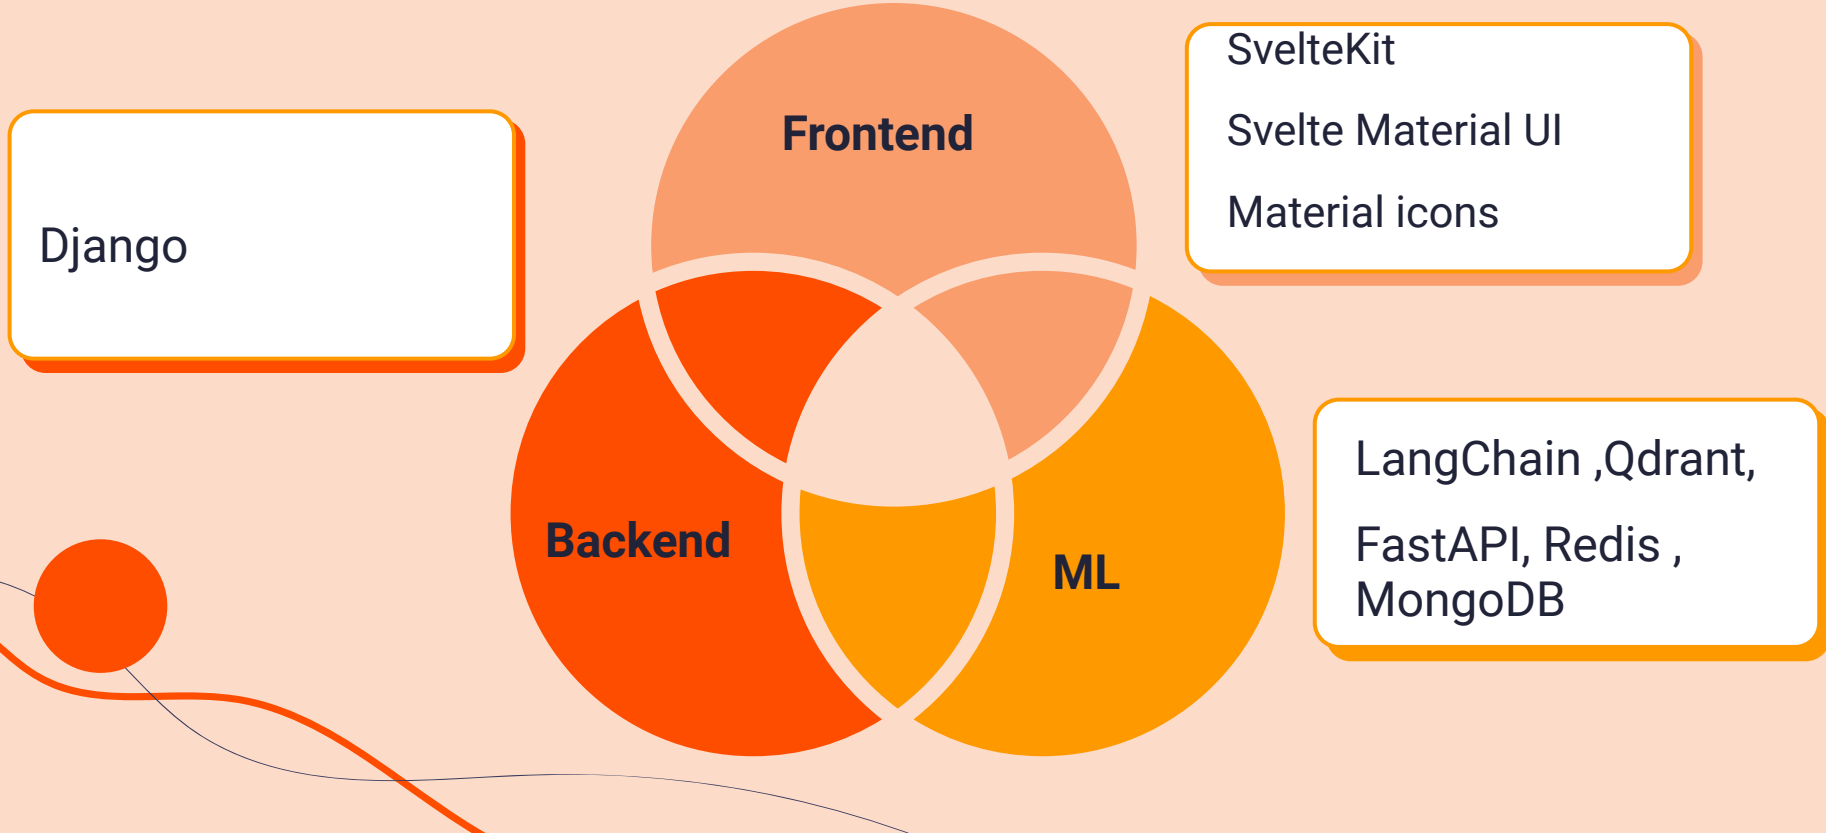 Frontend
SvelteKit
Svelte Material UI
Material icons
Django
Backend
ML
LangChain ,Qdrant,
FastAPI, Redis ,
MongoDB